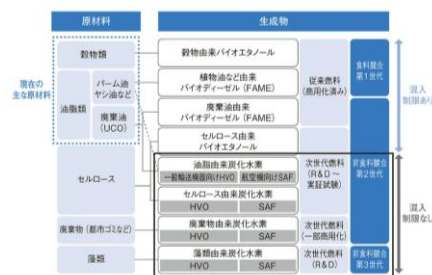 原材料
生成物
現在の
主な原材料
穀物類
油脂類
パーム油
ヤシ油など
廃棄油
(UCO)
セルロース
廃棄物（都市ゴミなど）
藻類
穀物由来バイオエタノール
植物油など由来
バイオディーゼル（FAME）
廃棄油由来
バイオディーゼル（FAME）
セルロース由来
バイオエタノール
油脂由来炭化水素
一般輸送機器向けHVO
航空機向けSAF
セルロース由来炭化水素
HVO
SAF
廃棄物由来炭化水素
HVO
SAF
藻類由来炭化水素
HVO
SAF
従来燃料
（商用化済み）
次世代燃料
（R&D～
実証試験）
次世代燃料
（一部商用化）
次世代燃料
（R&D）
食料競合
第1世代
非食料競合
第2世代
非食料競合
第3世代
混入
制限あり
混入
制限なし